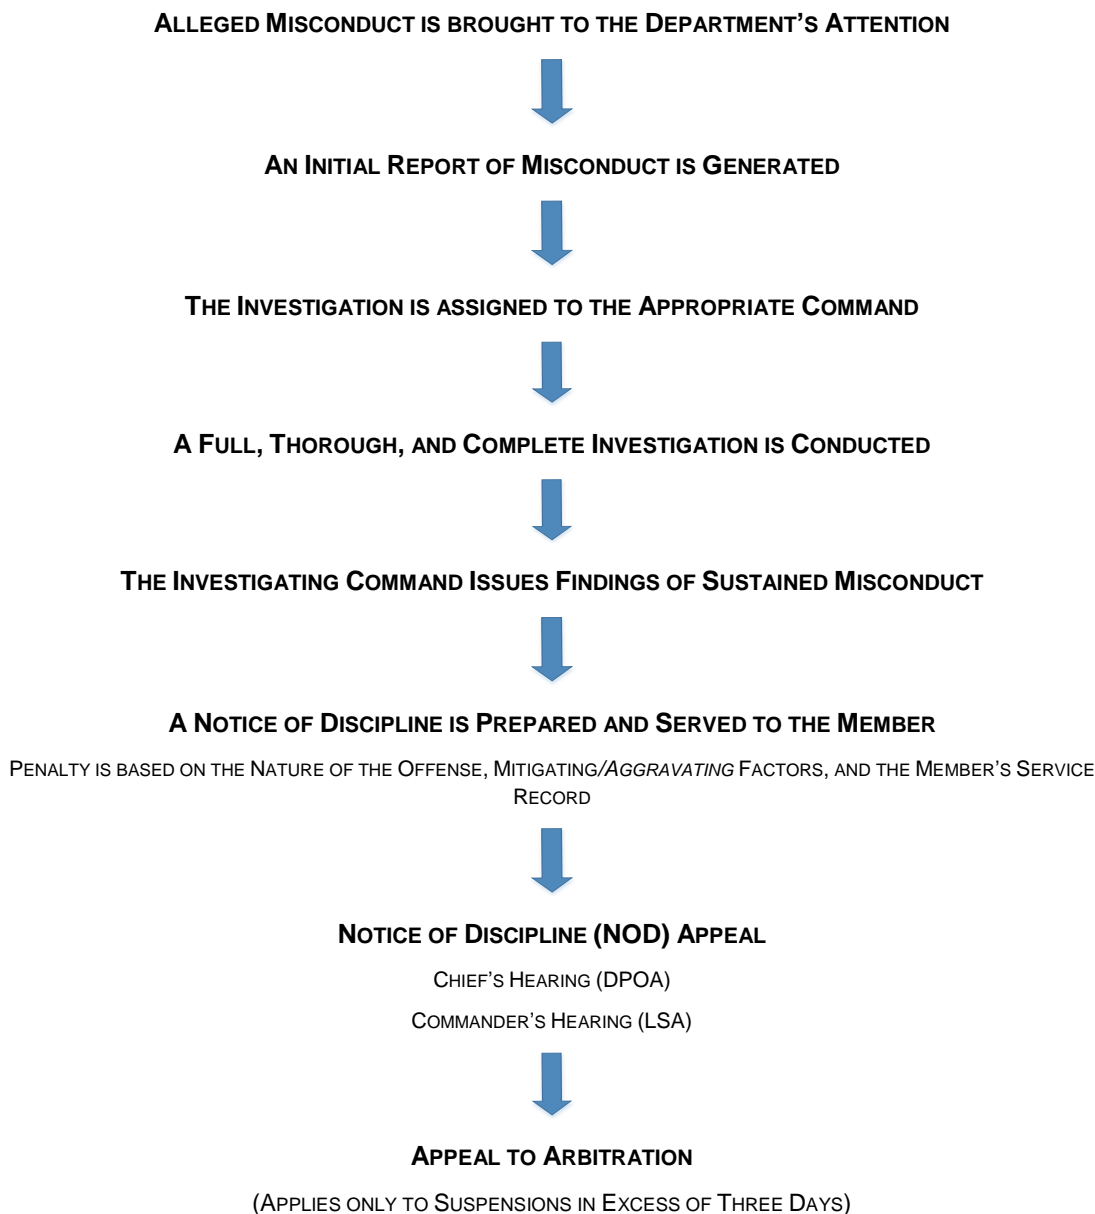 ALLEGED MISCONDUCT IS BROUGHT TO THE DEPARTMENT'S ATTENTION
AN INITIAL REPORT OF MISCONDUCT IS GENERATED
THE INVESTIGATION IS ASSIGNED TO THE APPROPRIATE COMMAND
A FULL, THOROUGH, AND COMPLETE INVESTIGATION IS CONDUCTED
THE INVESTIGATING COMMAND ISSUES FINDINGS OF SUSTAINED MISCONDUCT
A NOTICE OF DISCIPLINE IS PREPARED AND SERVED TO THE MEMBER
PENALTY IS BASED ON THE NATURE OF THE OFFENSE, MITIGATING/AGGRAVATING FACTORS, AND THE MEMBER'S SERVICE
RECORD
NOTICE OF DISCIPLINE (NOD) APPEAL
CHIEF'S HEARING (DPOA)
COMMANDER'S HEARING (LSA)
APPEAL TO ARBITRATION
(APPLIES ONLY TO SUSPENSIONS IN EXCESS OF THREE DAYS)